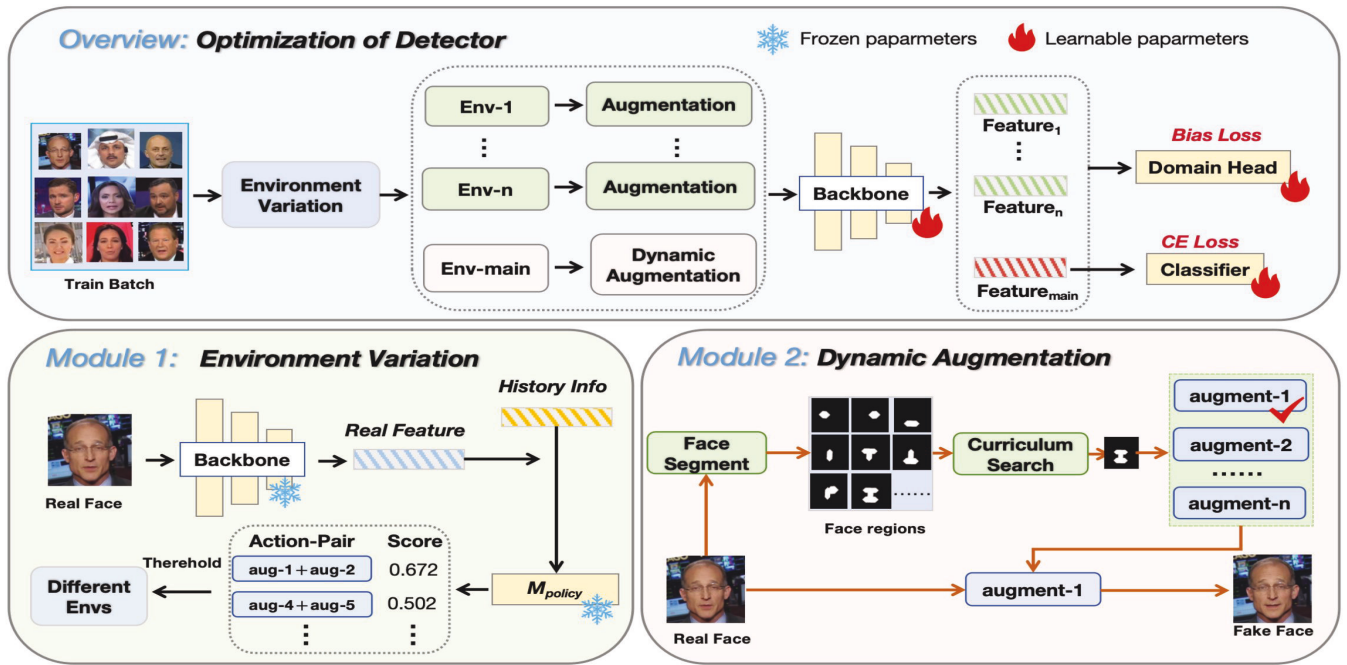 Overview: Optimization of Detector
Frozen paparmeters
Learnable paparmeters
Train Batch
Environment
Variation
Env-1
Augmentation
Env-n
Augmentation
Env-main
Dynamic
Augmentation
Backbone
Feature1
Featuren
Featuremain
Bias Loss
Domain Head
CE Loss
Classifier
Module 1: Environment Variation
History Info
Real Face
Backbone
Real Feature
Mpolicy
Action-Pair Score
aug-1+aug-2 0.672
aug-4+aug-5 0.502
Therehold
Different
Envs
Module 2: Dynamic Augmentation
Face
Segment
Face regions
Curriculum
Search
augment-1
augment-2
......
augment-n
Real Face
augment-1
Fake Face